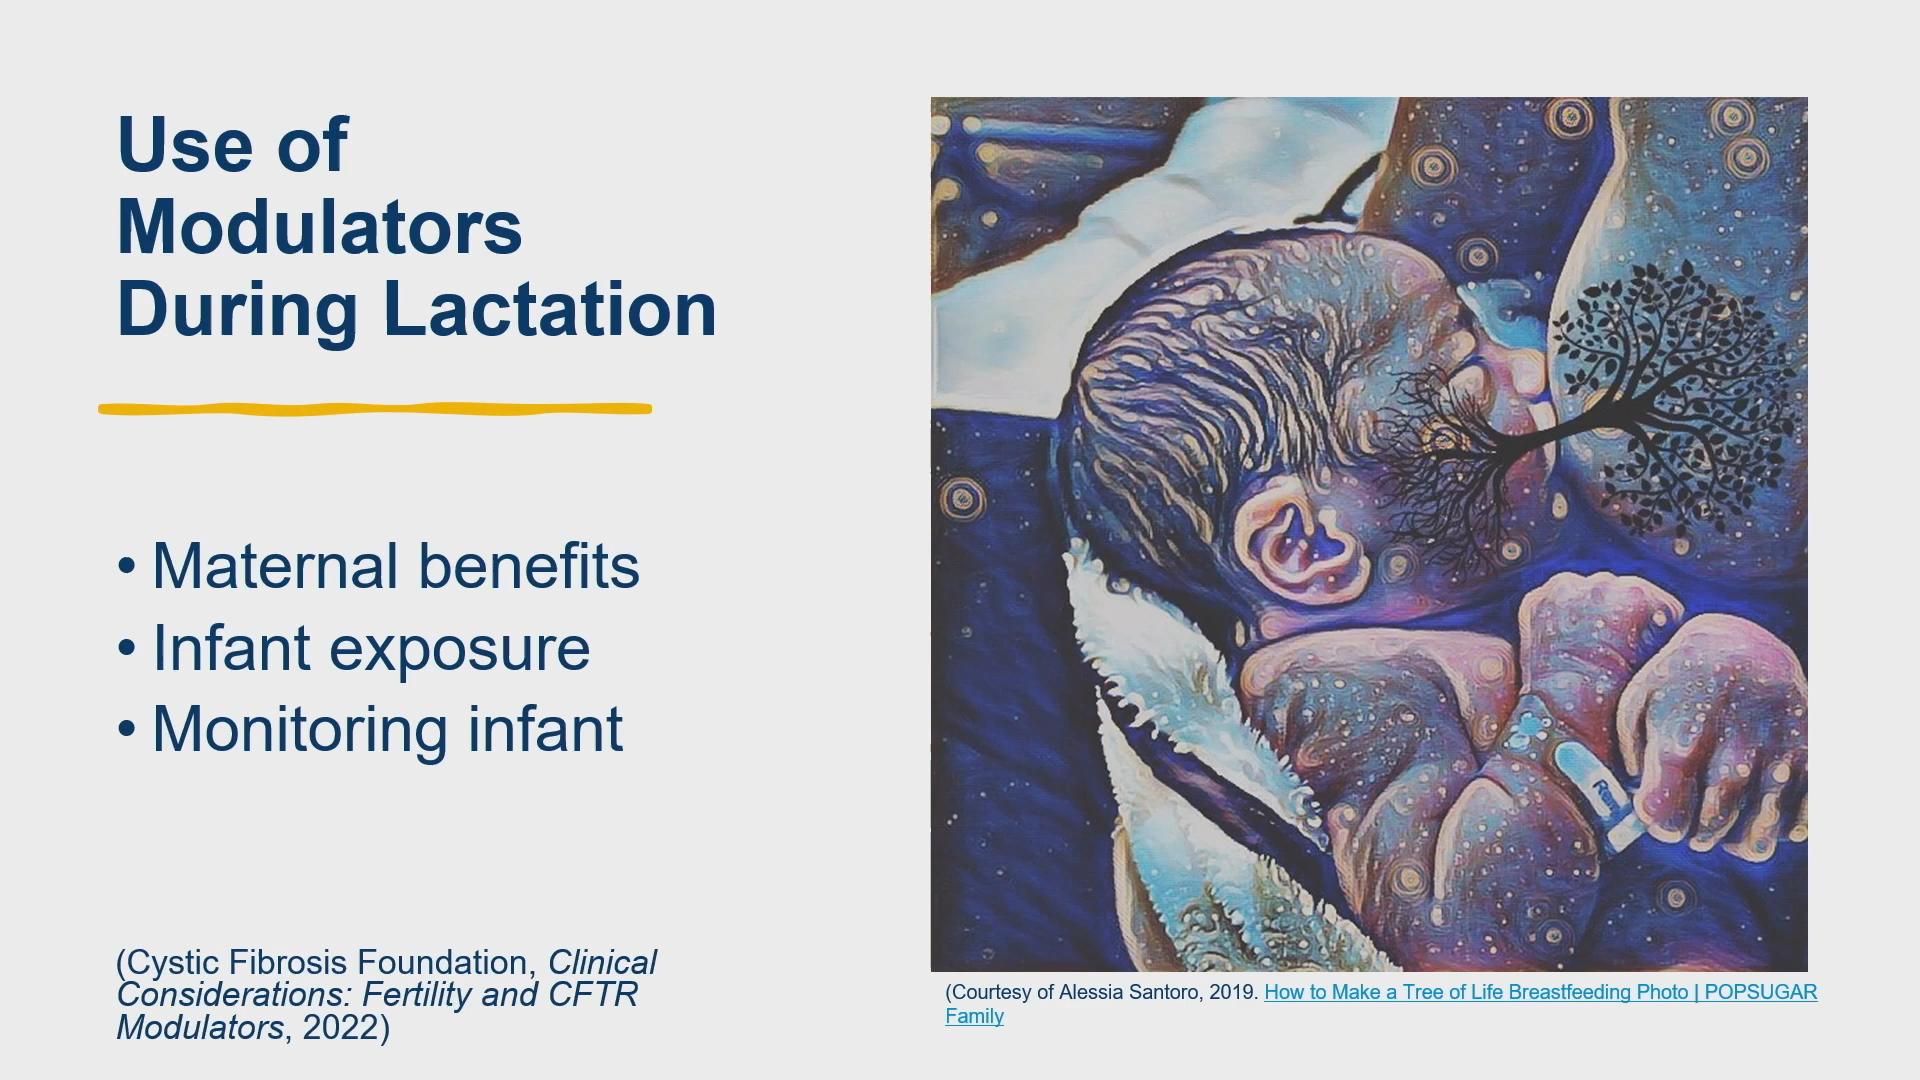 Use of
Modulators
During Lactation
• Maternal benefits
• Infant exposure
• Monitoring infant
(Cystic Fibrosis Foundation, Clinical
Considerations: Fertility and CFTR
Modulators, 2022)
(Courtesy of Alessia Santoro, 2019. How to Make a Tree of Life Breastfeeding Photo | POPSUGAR
Family